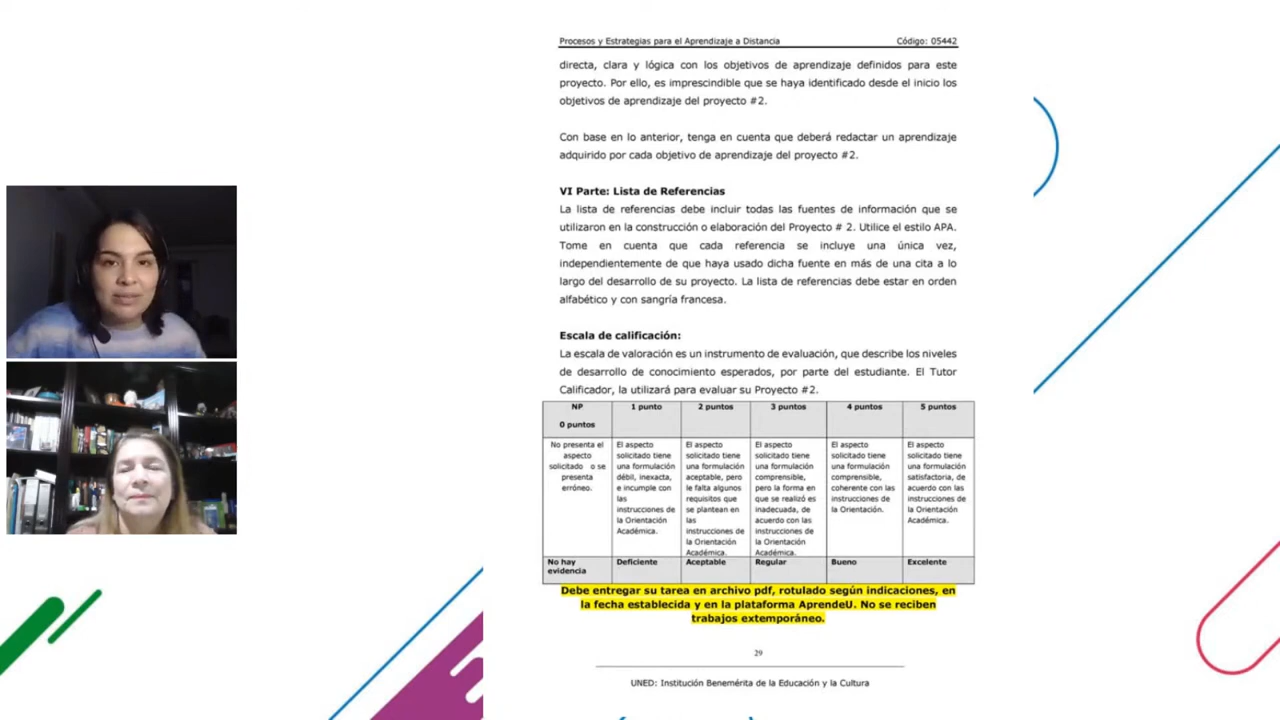 Procesos y Estrategias para el Aprendizaje a Distancia Código: 05442
directa, clara y lógica con los objetivos de aprendizaje definidos para este
proyecto. Por ello, es imprescindible que se haya identificado desde el inicio los
objetivos de aprendizaje del proyecto #2.
Con base en lo anterior, tenga en cuenta que deberá redactar un aprendizaje
adquirido por cada objetivo de aprendizaje del proyecto #2.
VI Parte: Lista de Referencias
La lista de referencias debe incluir todas las fuentes de información que se
utilizaron en la construcción o elaboración del Proyecto # 2. Utilice el estilo APA.
Tome en cuenta que cada referencia se incluye una única vez,
independientemente de que haya usado dicha fuente en más de una cita a lo
largo del desarrollo de su proyecto. La lista de referencias debe estar en orden
alfabético y con sangría francesa.
Escala de calificación:
La escala de valoración es un instrumento de evaluación, que describe los niveles
de desarrollo de conocimiento esperados, por parte del estudiante. El Tutor
Calificador, la utilizará para evaluar su Proyecto #2.
NP
0 puntos
1 punto
2 puntos
3 puntos
4 puntos
5 puntos
No presenta el
aspecto
solicitado o se
presenta
erróneo.
El aspecto
solicitado tiene
una formulación
débil, inexacta,
e incumple con
las
instrucciones de
la Orientación
Académica.
El aspecto
solicitado tiene
una formulación
aceptable, pero
le falta algunos
requisitos que
se plantean en
las
instrucciones de
la Orientación
Académica.
El aspecto
solicitado tiene
una formulación
comprensible,
pero la forma en
que se realizó es
inadecuada, de
acuerdo con las
instrucciones de
la Orientación
Académica.
El aspecto
solicitado tiene
una formulación
comprensible,
coherente con las
instrucciones de
la Orientación.
El aspecto
solicitado tiene
una formulación
satisfactoria, de
acuerdo con las
instrucciones de
la Orientación
Académica.
No hay
evidencia
Deficiente
Aceptable
Regular
Bueno
Excelente
Debe entregar su tarea en archivo pdf, rotulado según indicaciones, en
la fecha establecida y en la plataforma AprendeU. No se reciben
trabajos extemporáneo.
29
UNED: Institución Benemérita de la Educación y la Cultura